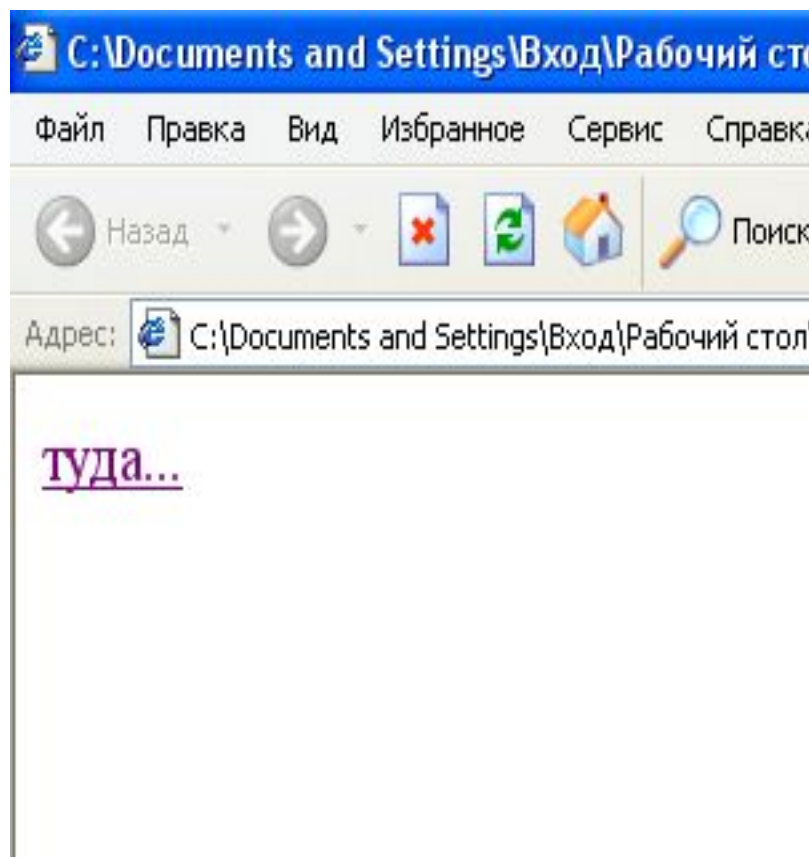 C:\Documents and Settings\Вход\Рабочий сто
Файл Правка Вид Избранное Сервис Справка
Назад Поиск
Адрес: C:\Documents and Settings\Вход\Рабочий стол\
туда...